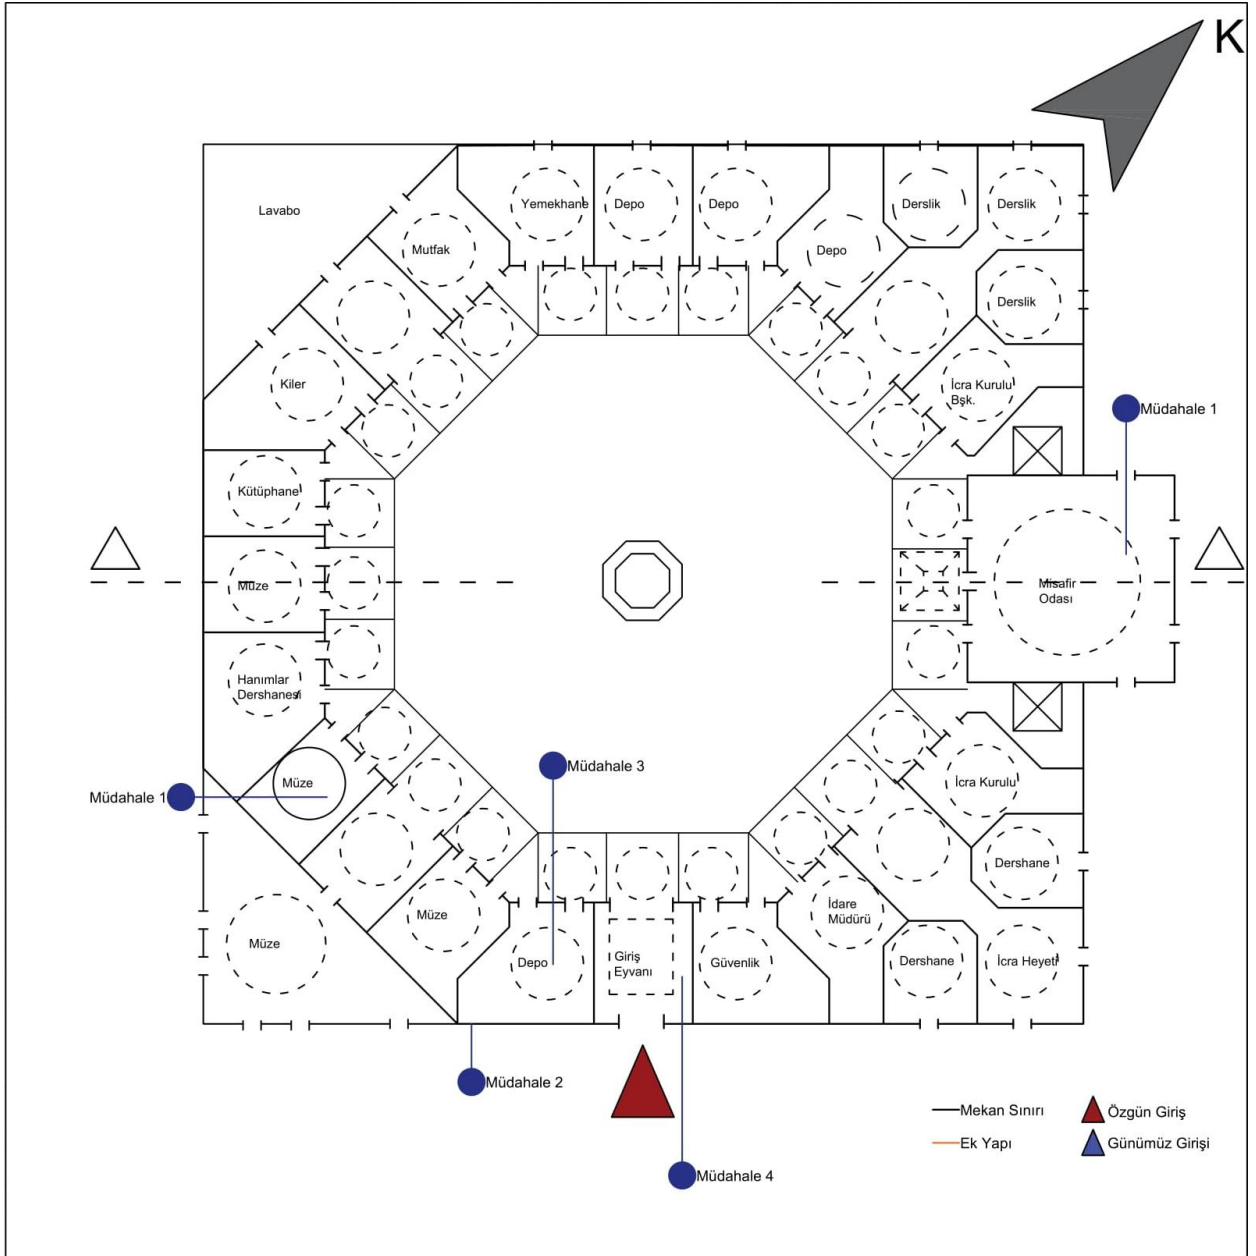 K
Lavabo
Yemekhane
Depo
Depo
Derslik
Derslik
Mutfak
Depo
Derslik
Kiler
İcra Kurulu
Bşk.
Müdahale 1
Kütüphane
Müze
Misafir
Odası
Hanımlar
Dershanesi
Müdahale 3
Müze
İcra Kurulu
Müdahale 1
Dershane
Müze
İdare
Müdürü
Müze
Depo
Giriş
Eyvanı
Güvenlik
Dershane
İcra Heyeti
Müdahale 2
Mekan Sınırı
Özgün Giriş
Ek Yapı
Günümüz Girişi
Müdahale 4